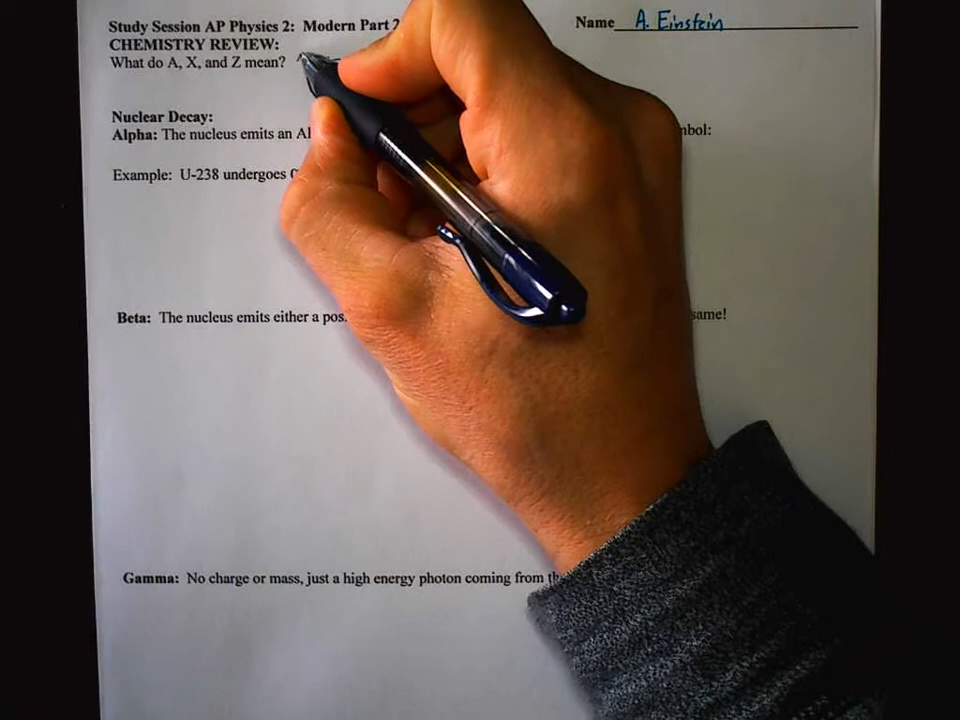 Study Session AP Physics 2: Modern Part 2
Name A. Einstein
CHEMISTRY REVIEW:
What do A, X, and Z mean?
Nuclear Decay:
Alpha: The nucleus emits an
Example: U-238 undergoes
Beta: The nucleus emits either a pos. same!
Gamma: No charge or mass, just a high energy photon coming from